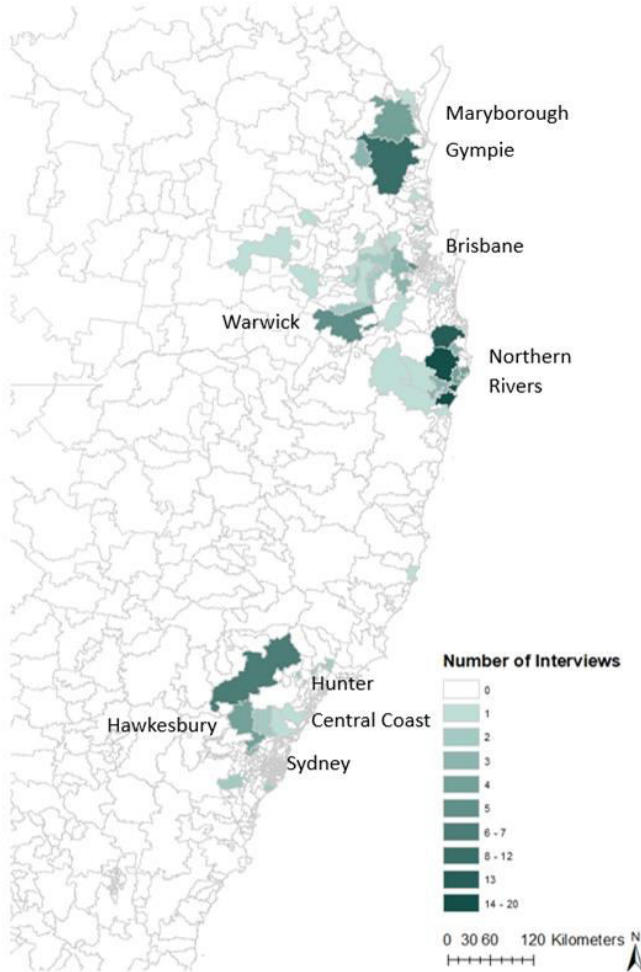 Maryborough
Gympie
Brisbane
Warwick
Northern
Rivers
Hunter
Hawkesbury
Central Coast
Sydney
Number of Interviews
0
1
2
3
4
5
6 - 7
8 - 12
13
14 - 20
0 30 60 120 Kilometers
N